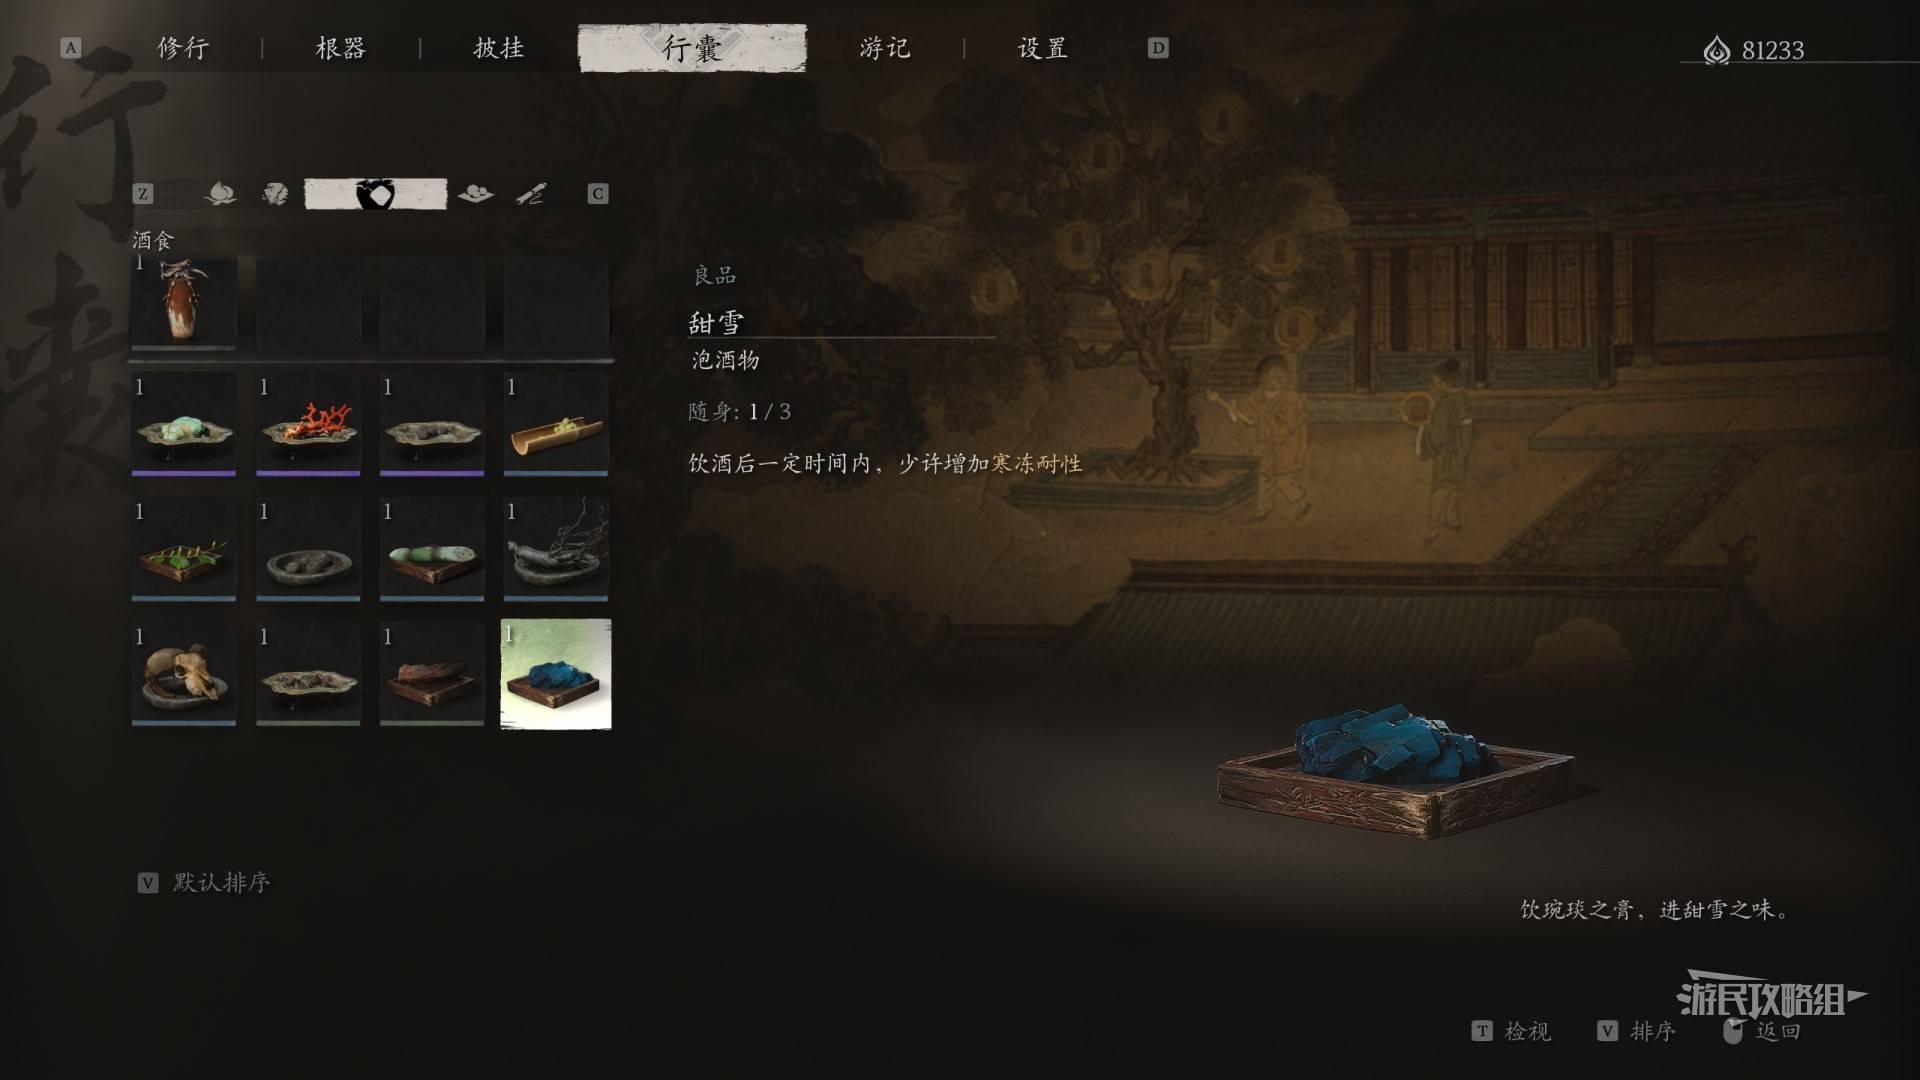 A 修行 | 根器 | 披挂 行囊 游记 | 设置 D
81233
行囊
Z C
酒食
1
1 1 1 1
1 1 1 1
1 1 1 1
良品
甜雪
泡酒物
随身: 1 / 3
饮酒后一定时间内，少许增加寒冻耐性
V 默认排序
饮琬琰之膏，进甜雪之味。
游民攻略组
T 检视 V 排序 返回